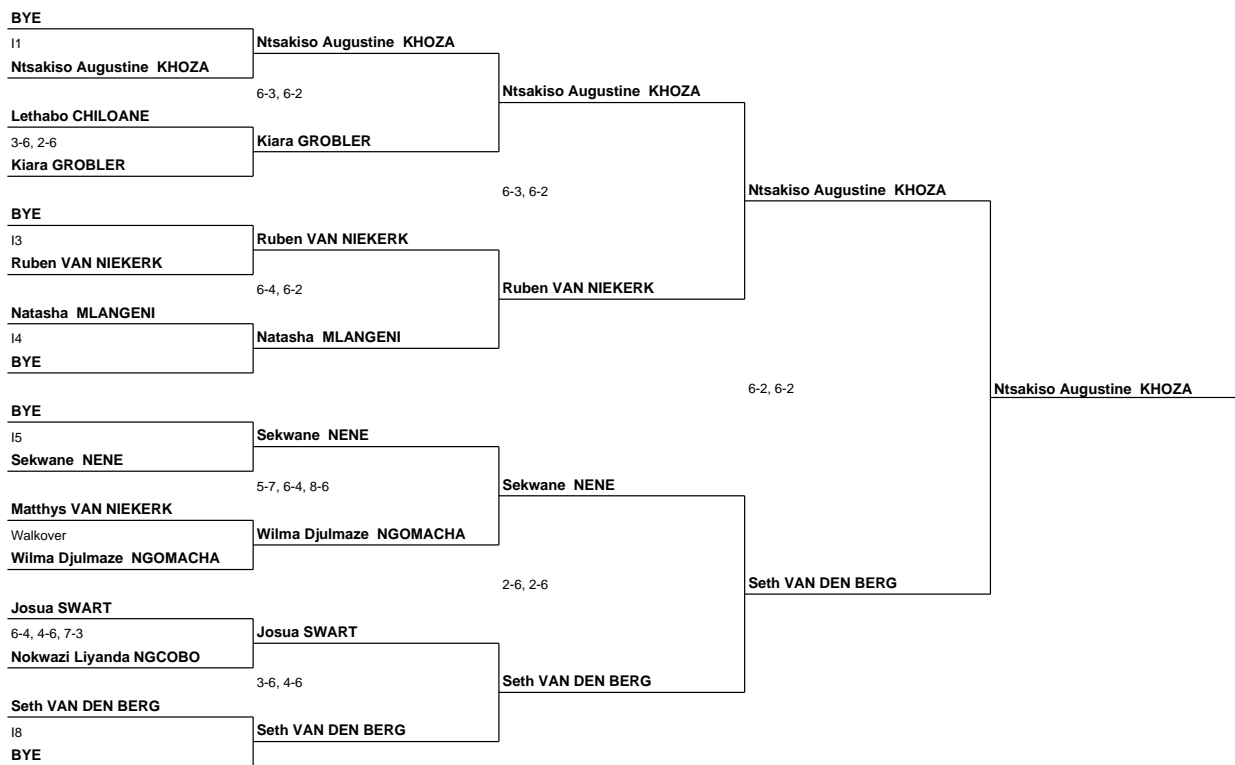 BYE
I1
Ntsakiso Augustine KHOZA
Lethabo CHILOANE
3-6, 2-6
Kiara GROBLER
BYE
I3
Ruben VAN NIEKERK
Natasha MLANGENI
I4
BYE
BYE
I5
Sekwane NENE
Matthys VAN NIEKERK
Walkover
Wilma Djulmaze NGOMACHA
Josua SWART
6-4, 4-6, 7-3
Nokwazi Liyanda NGCOBO
Seth VAN DEN BERG
I8
BYE
Ntsakiso Augustine KHOZA
6-3, 6-2
Kiara GROBLER
Ruben VAN NIEKERK
6-4, 6-2
Natasha MLANGENI
Sekwane NENE
5-7, 6-4, 8-6
Wilma Djulmaze NGOMACHA
Josua SWART
3-6, 4-6
Seth VAN DEN BERG
Ntsakiso Augustine KHOZA
6-3, 6-2
Ruben VAN NIEKERK
Sekwane NENE
2-6, 2-6
Seth VAN DEN BERG
Ntsakiso Augustine KHOZA
6-2, 6-2
Seth VAN DEN BERG
Ntsakiso Augustine KHOZA